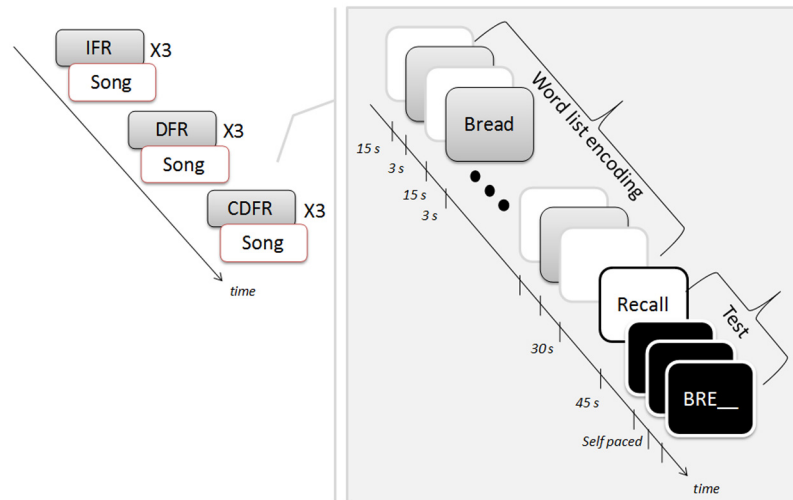 IFR X3
Song
DFR X3
Song
CDFR X3
Song
time
Bread
Word list encoding
15 s
3 s
15 s
3 s
Recall
Test
30 s
45 s
BRE__
Self paced
time